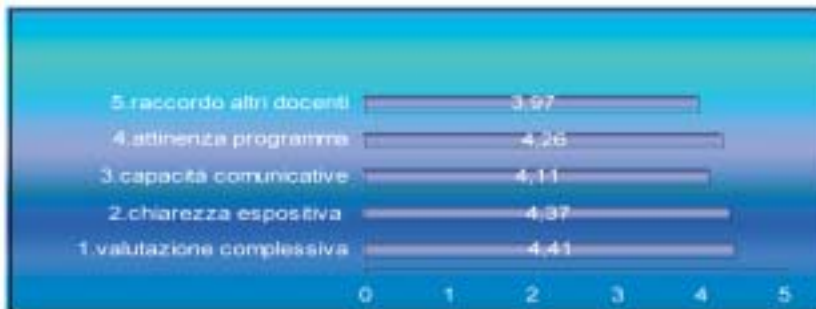 5.raccordo altri docenti 3,97
4.attinenza programma 4,26
3.capacità comunicative 4,11
2.chiarezza espositiva 4,37
1.valutazione complessiva 4,41
0 1 2 3 4 5